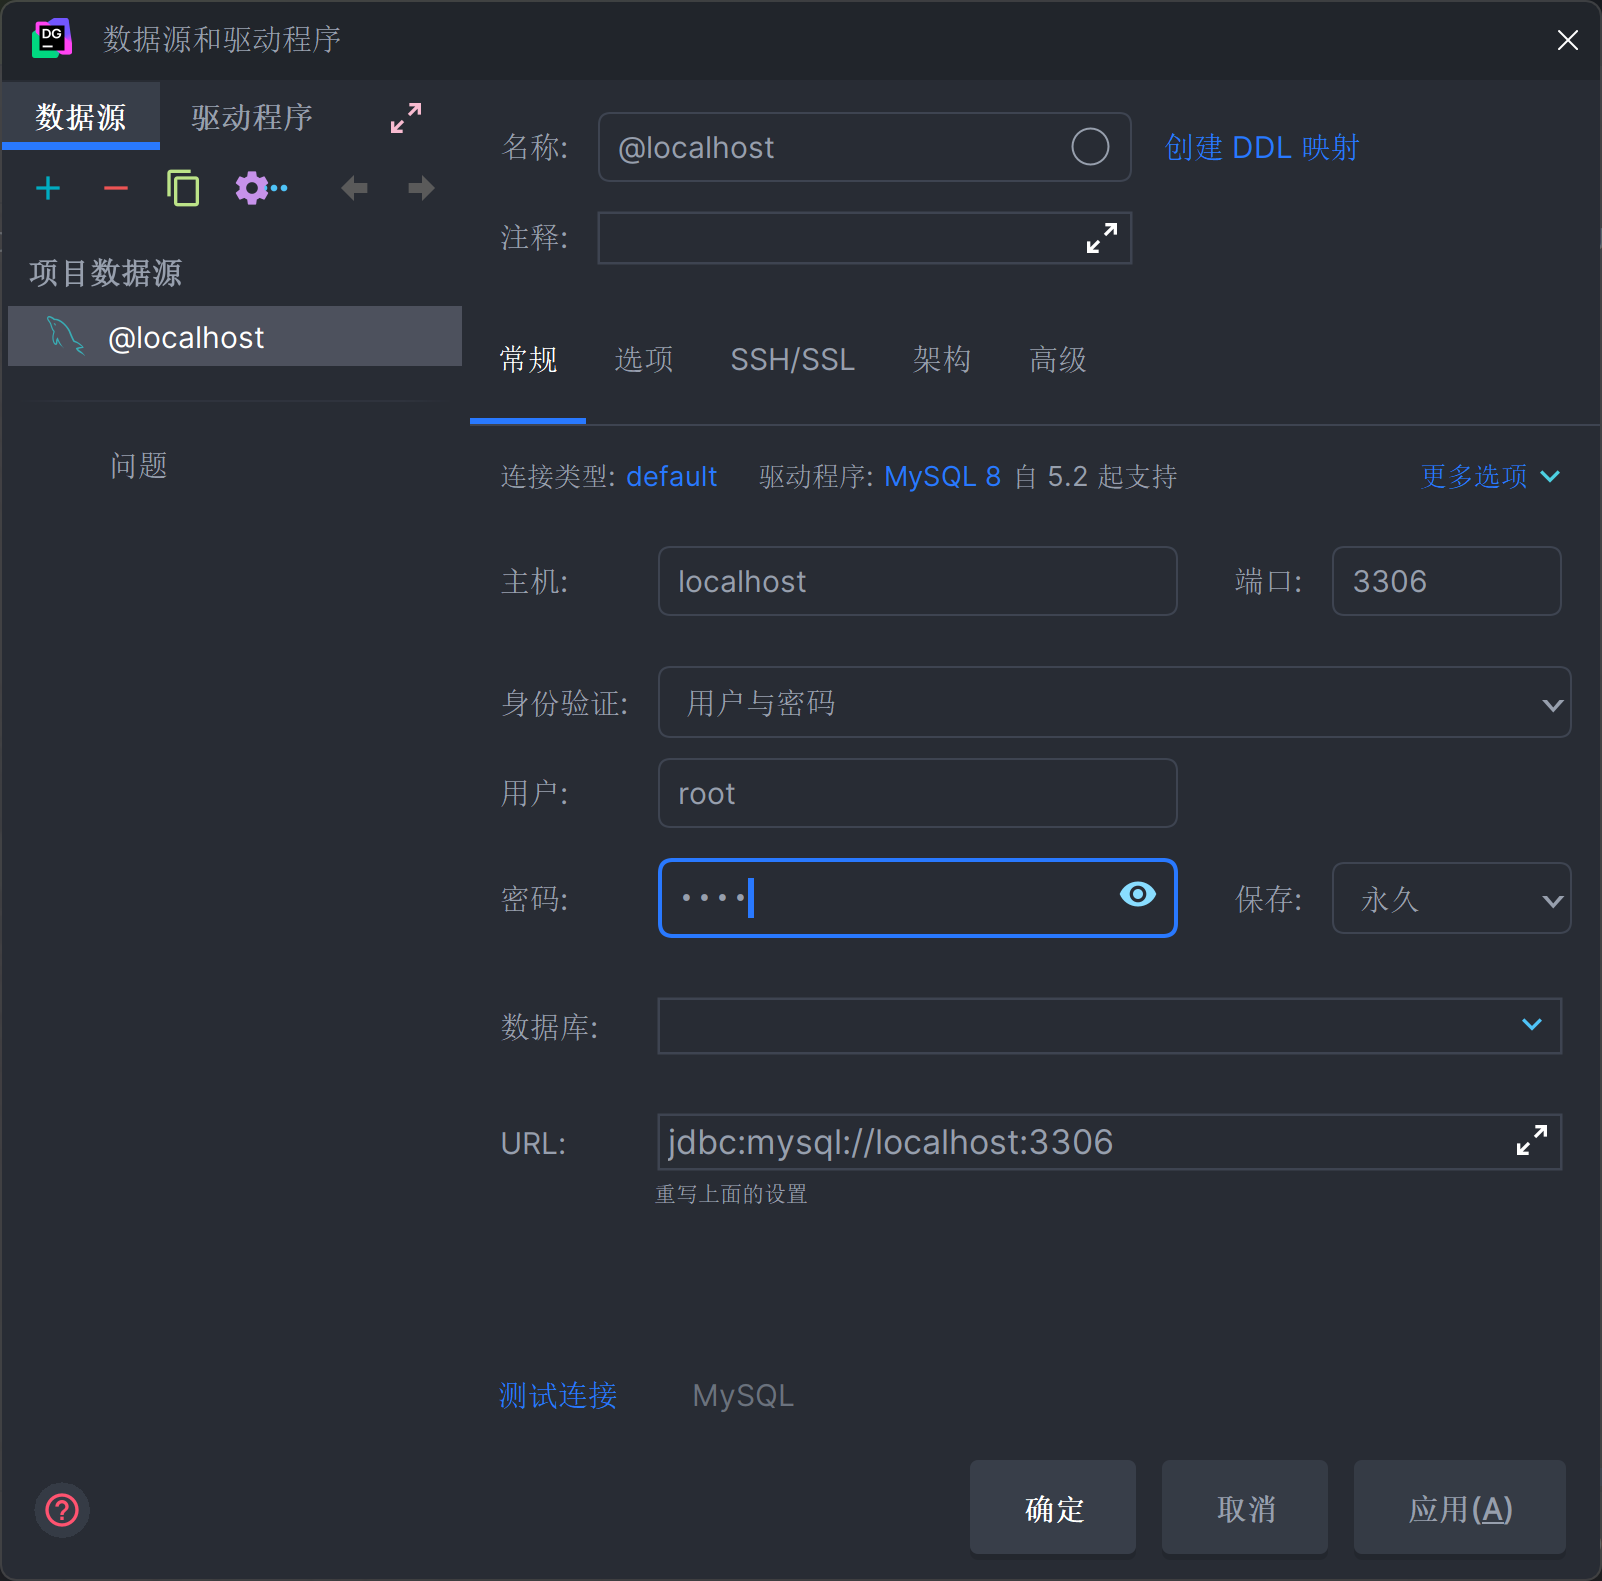 DG 数据源和驱动程序
数据源 驱动程序
项目数据源
@localhost
问题
名称: @localhost 创建 DDL 映射
注释:
常规 选项 SSH/SSL 架构 高级
连接类型: default 驱动程序: MySQL 8 自 5.2 起支持 更多选项
主机: localhost 端口: 3306
身份验证: 用户与密码
用户: root
密码: •••• 保存: 永久
数据库:
URL: jdbc:mysql://localhost:3306
重写上面的设置
测试连接 MySQL
? 确定 取消 应用(A)